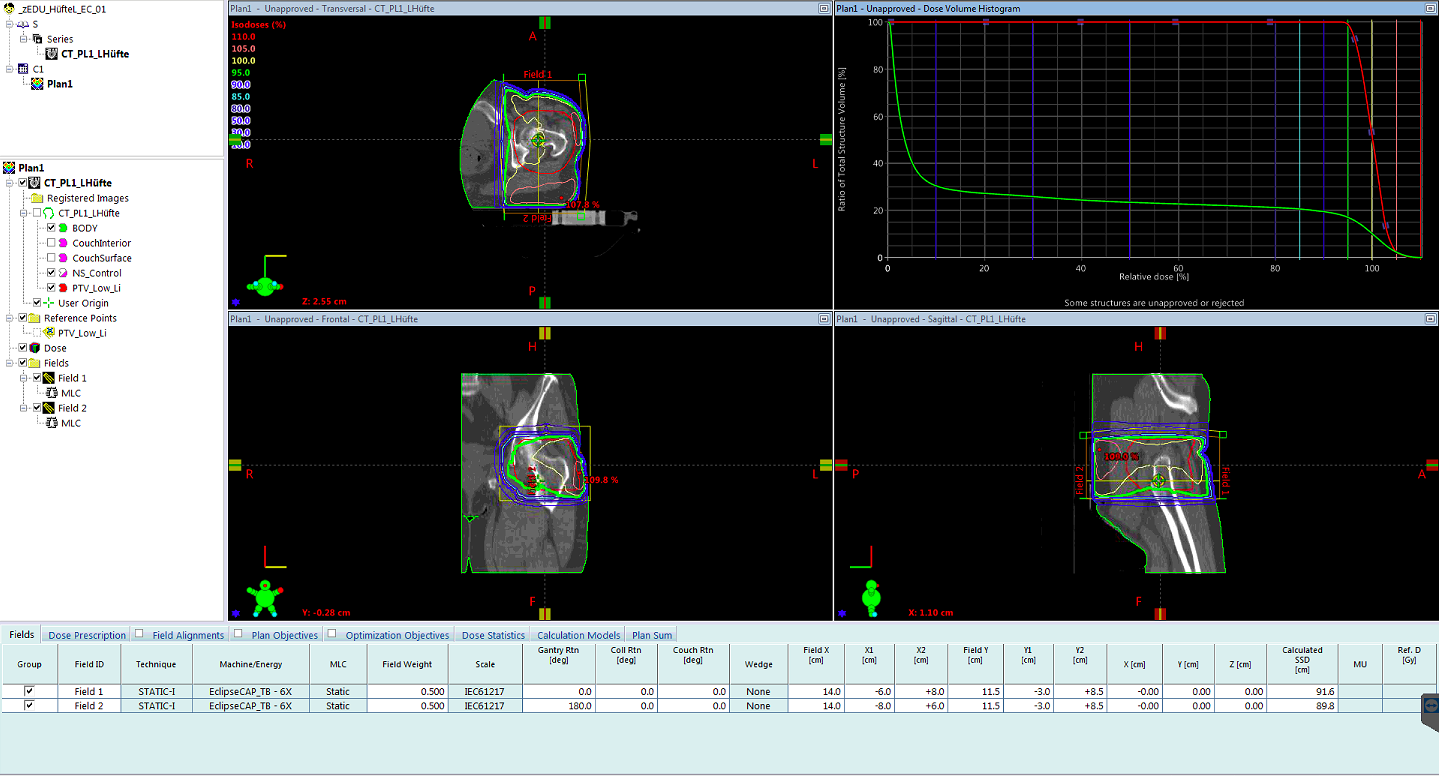 _zEDU_HüfteL_EC_01
S
Series
CT_PL1_LHüfte
C1
Plan1
Plan1
CT_PL1_LHüfte
Registered Images
CT_PL1_LHüfte
BODY
CouchInterior
CouchSurface
NS_Control
PTV_Low_Li
User Origin
Reference Points
PTV_Low_Li
Dose
Fields
Field 1
MLC
Field 2
MLC
Plan1 - Unapproved - Transversal - CT_PL1_LHüfte
Isodoses (%)
110.0
105.0
100.0
95.0
90.0
85.0
80.0
50.0
A
Field 1
R
L
107.8 %
Field 2
P
Z: 2.55 cm
Plan1 - Unapproved - Dose Volume Histogram
Ratio of Total Structure Volume [%]
100
80
60
40
20
0
0 20 40 60 80 100
Relative dose [%]
Some structures are unapproved or rejected
Plan1 - Unapproved - Frontal - CT_PL1_LHüfte
H
R
L
109.8 %
F
Y: -0.28 cm
Plan1 - Unapproved - Sagittal - CT_PL1_LHüfte
H
P
A
Field 2
Field 1
F
X: 1.10 cm
Fields Dose Prescription Field Alignments Plan Objectives Optimization Objectives Dose Statistics Calculation Models Plan Sum
Group Field ID Technique Machine/Energy MLC Field Weight Scale Gantry Rtn [deg] Coll Rtn [deg] Couch Rtn [deg] Wedge Field X [cm] X1 [cm] X2 [cm] Field Y [cm] Y1 [cm] Y2 [cm] X [cm] Y [cm] Z [cm] Calculated SSD [cm] MU Ref. D [Gy]
Field 1 STATIC-I EclipseCAP_TB - 6X Static 0.500 IEC61217 0.0 0.0 0.0 None 14.0 -6.0 +8.0 11.5 -3.0 +8.5 -0.00 0.00 0.00 91.6
Field 2 STATIC-I EclipseCAP_TB - 6X Static 0.500 IEC61217 180.0 0.0 0.0 None 14.0 -8.0 +6.0 11.5 -3.0 +8.5 -0.00 0.00 0.00 89.8